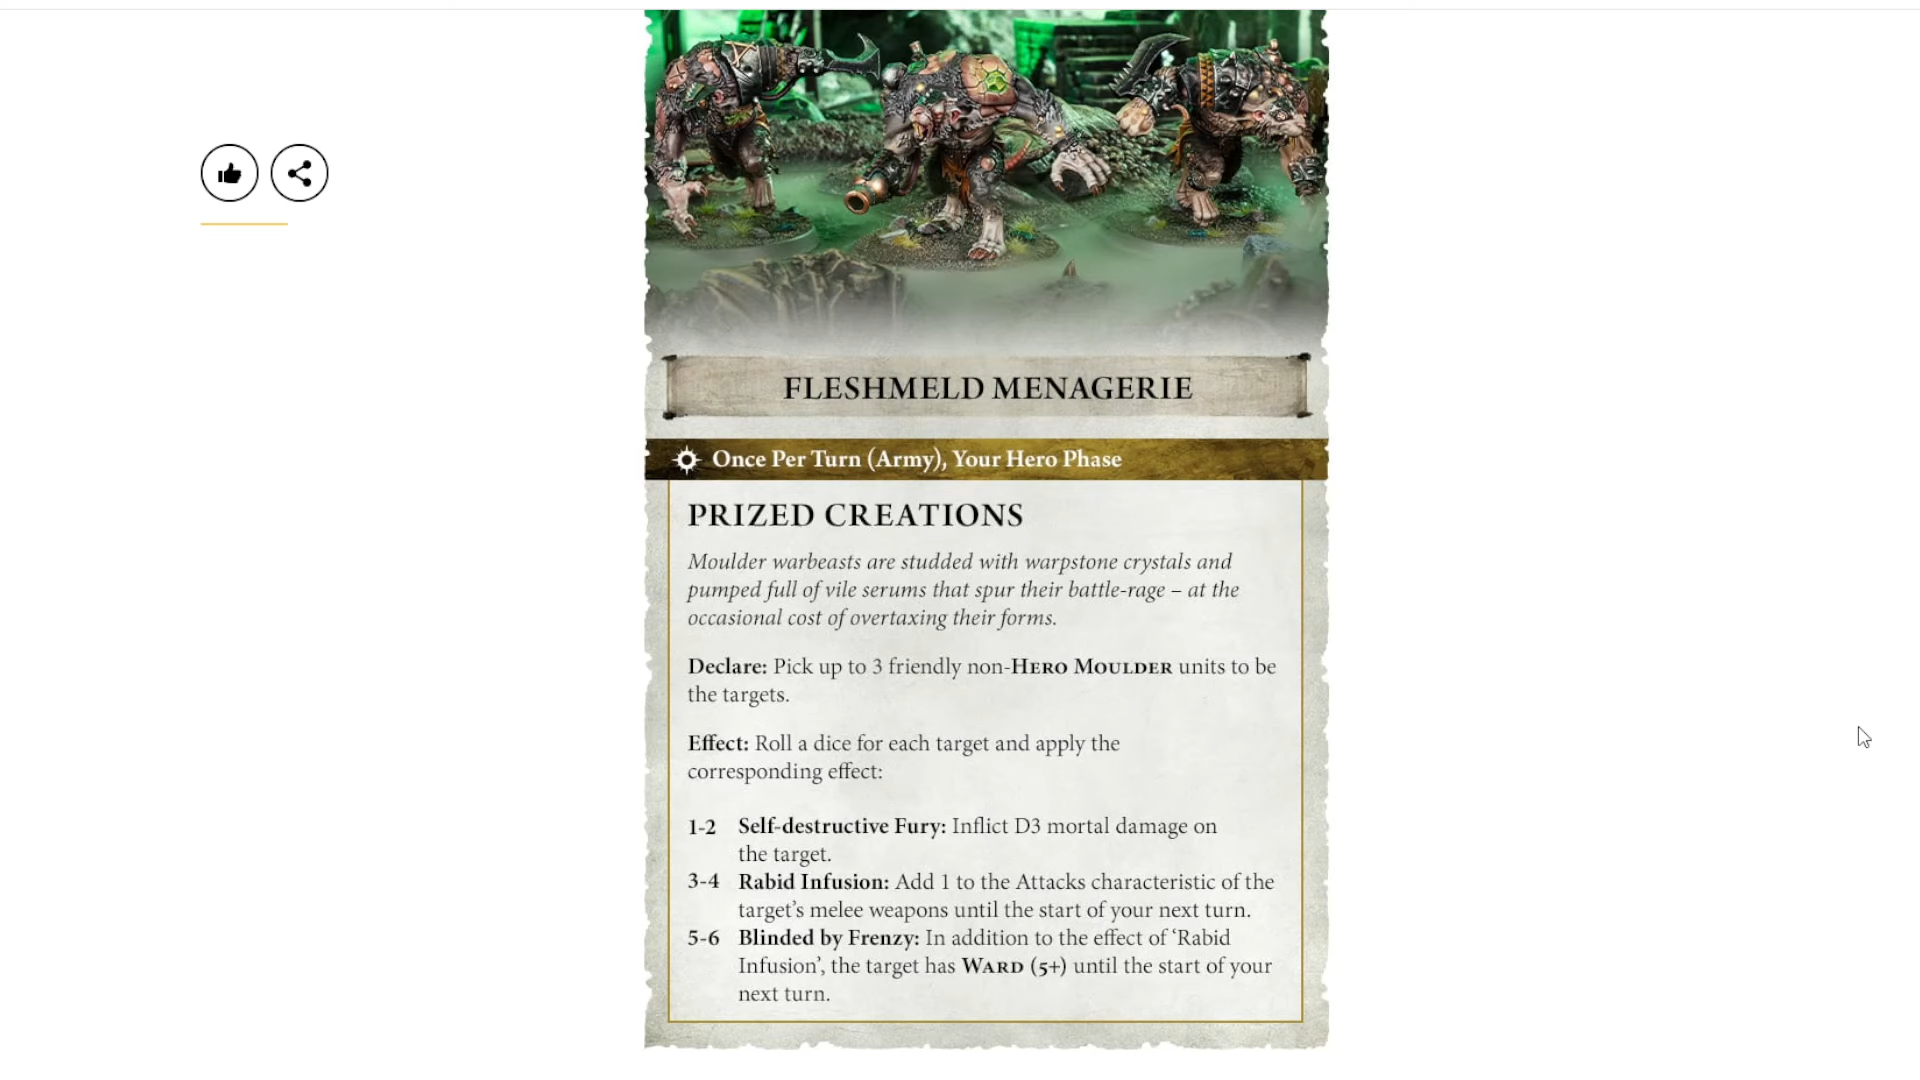 FLESHMELD MENAGERIE
Once Per Turn (Army), Your Hero Phase
PRIZED CREATIONS
Moulder warbeasts are studded with warpstone crystals and
pumped full of vile serums that spur their battle-rage – at the
occasional cost of overtaxing their forms.
Declare: Pick up to 3 friendly non-HERO MOULDER units to be
the targets.
Effect: Roll a dice for each target and apply the
corresponding effect:
1-2 Self-destructive Fury: Inflict D3 mortal damage on
the target.
3-4 Rabid Infusion: Add 1 to the Attacks characteristic of the
target’s melee weapons until the start of your next turn.
5-6 Blinded by Frenzy: In addition to the effect of ‘Rabid
Infusion’, the target has WARD (5+) until the start of your
next turn.